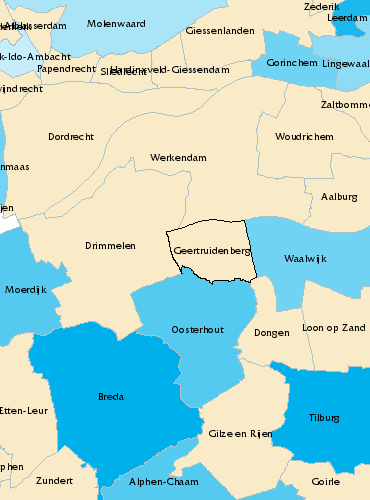 Zederik
Leerdam
Molenwaard
Giessenlanden
Alblasserdam
k-Ido-Ambacht
Papendrecht
Sliedrecht
Hardinxveld-Giessendam
Gorinchem
Lingewaal
wijndrecht
Zaltbomme
Dordrecht
Woudrichem
Werkendam
nmaas
Aalburg
jen
Drimmelen
Geertruidenberg
Waalwijk
Moerdijk
Oosterhout
Dongen
Loon op Zand
Breda
Etten-Leur
Tilburg
Gilze en Rijen
phen
Zundert
Alphen-Chaam
Goirle